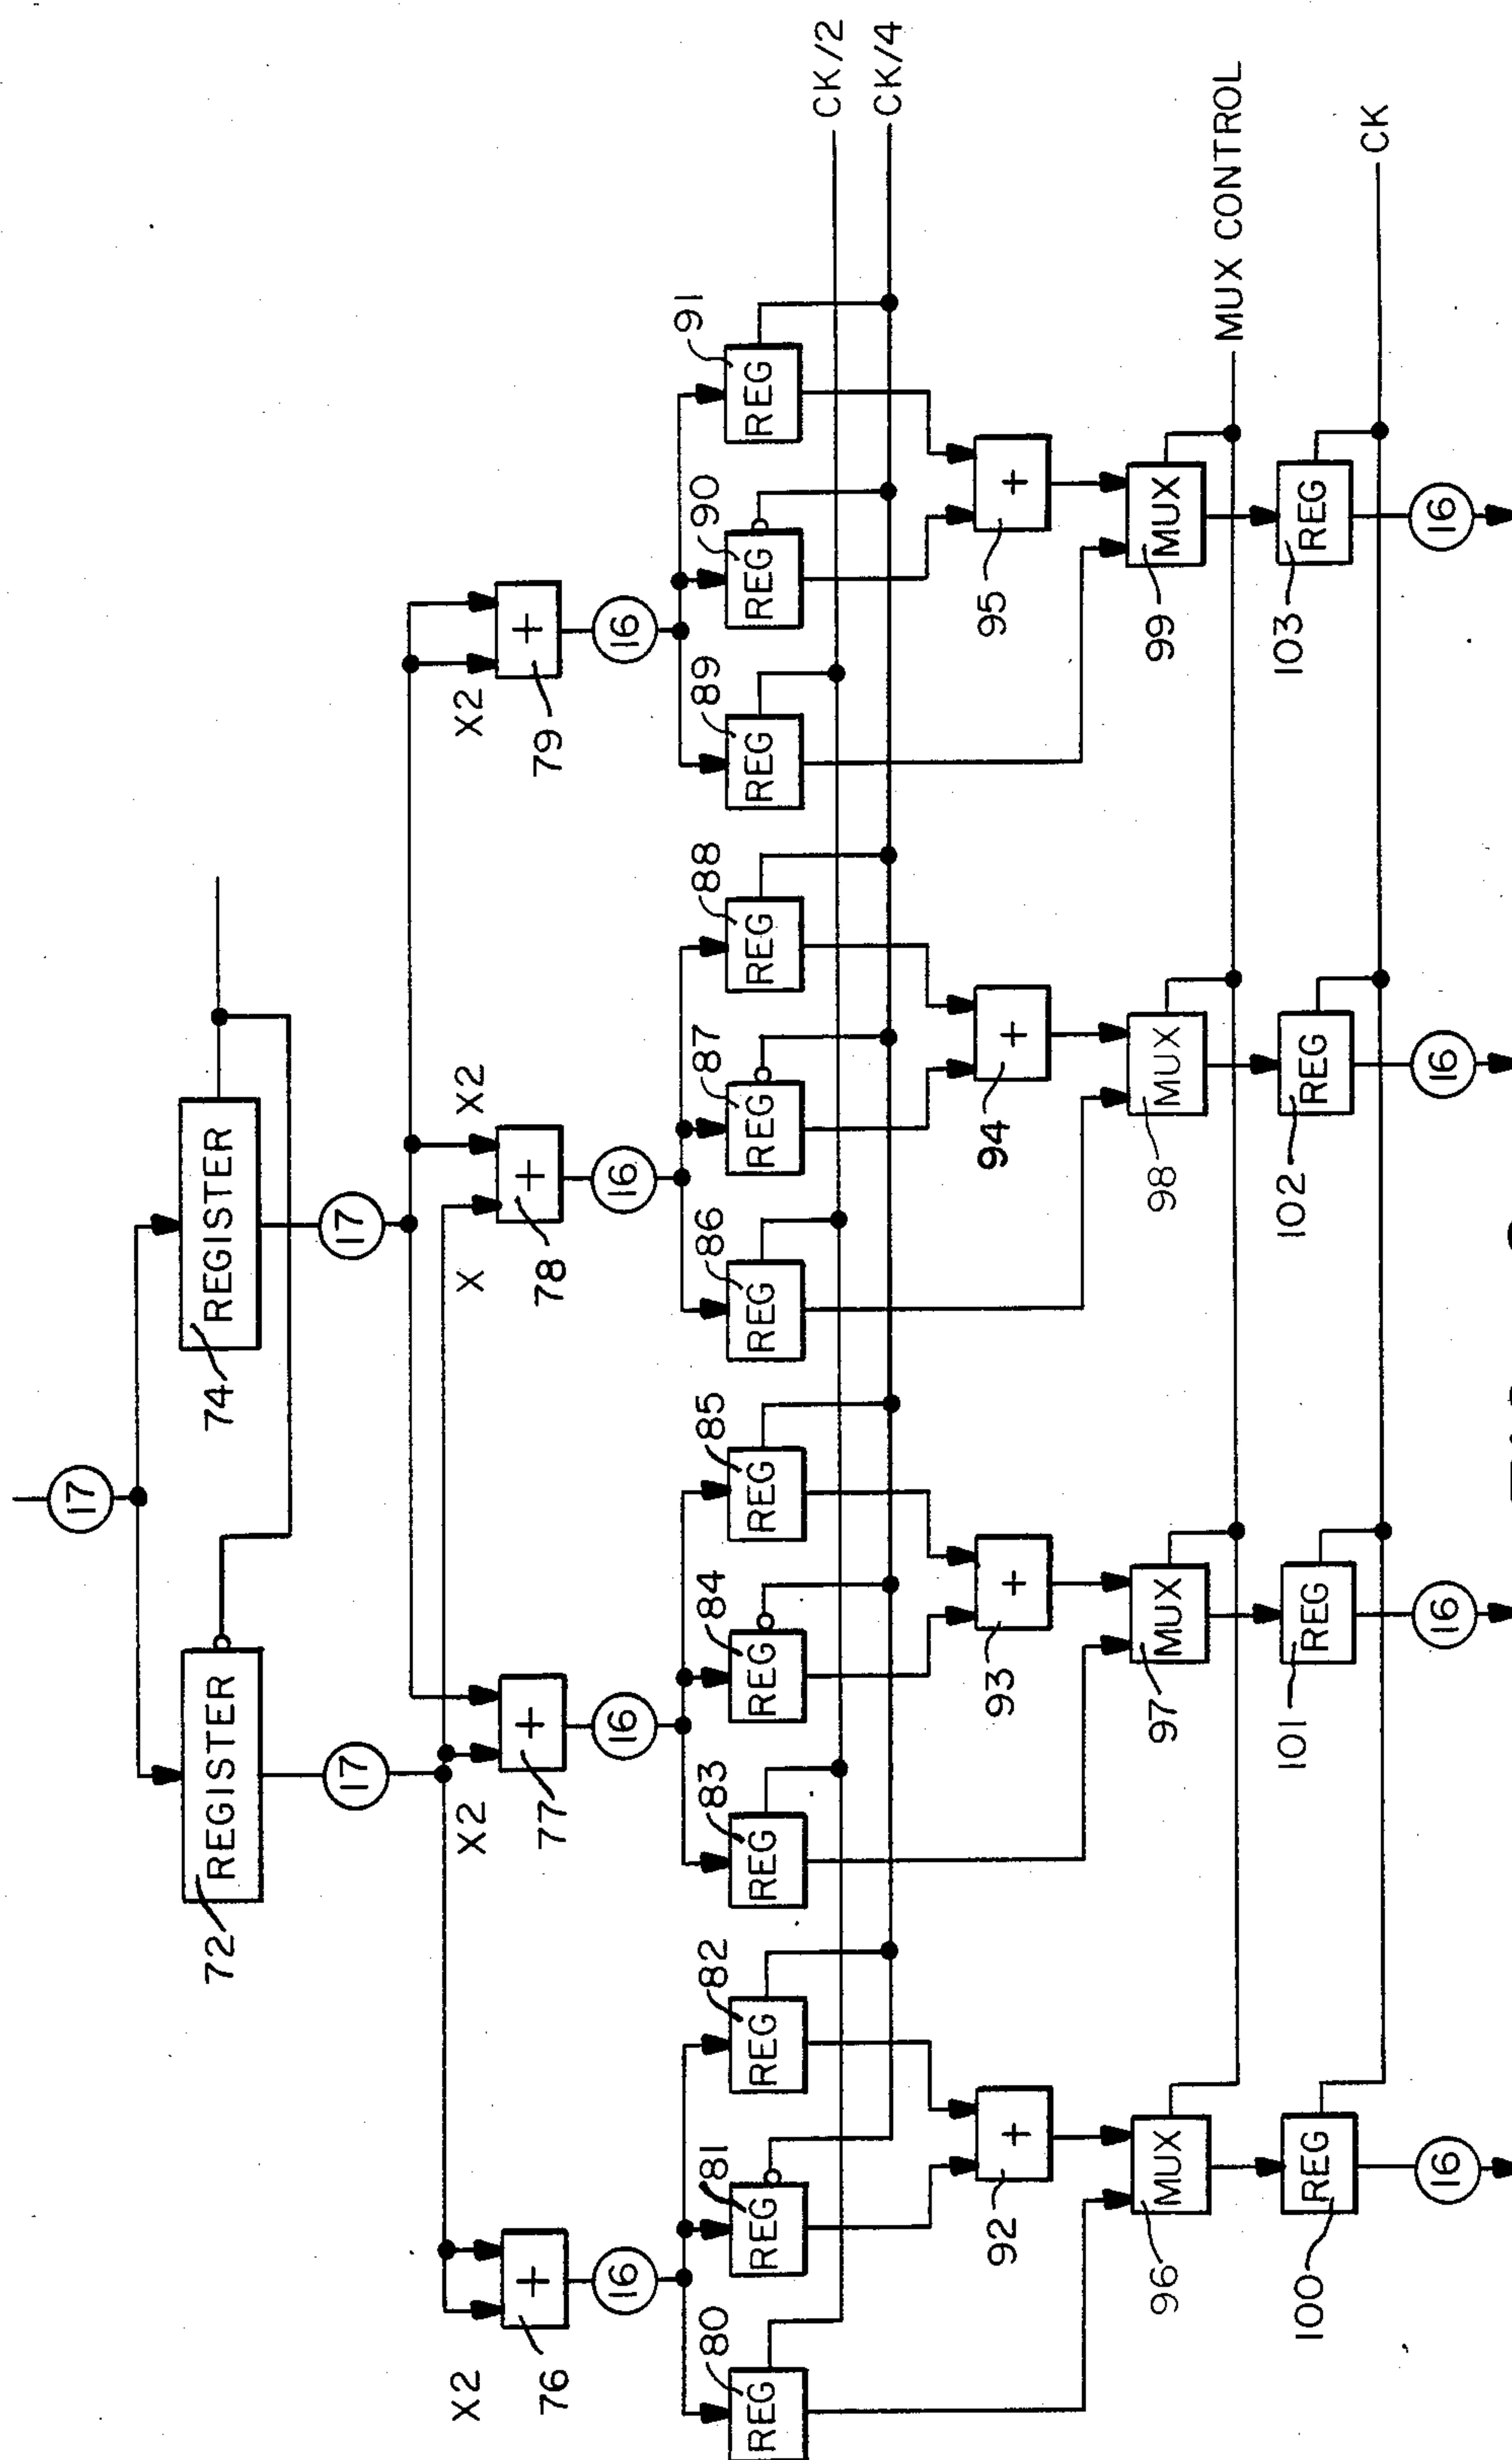 17
72
REGISTER
74
REGISTER
17
17
X2
X2
X
X2
X2
76
+
77
+
78
+
79
+
16
16
16
16
80
REG
81
REG
82
REG
83
REG
84
REG
85
REG
86
REG
87
REG
88
REG
89
REG
90
REG
91
REG
CK/2
CK/4
92
+
93
+
94
+
95
+
96
MUX
97
MUX
98
MUX
99
MUX
MUX CONTROL
100
REG
101
REG
102
REG
103
REG
CK
16
16
16
16